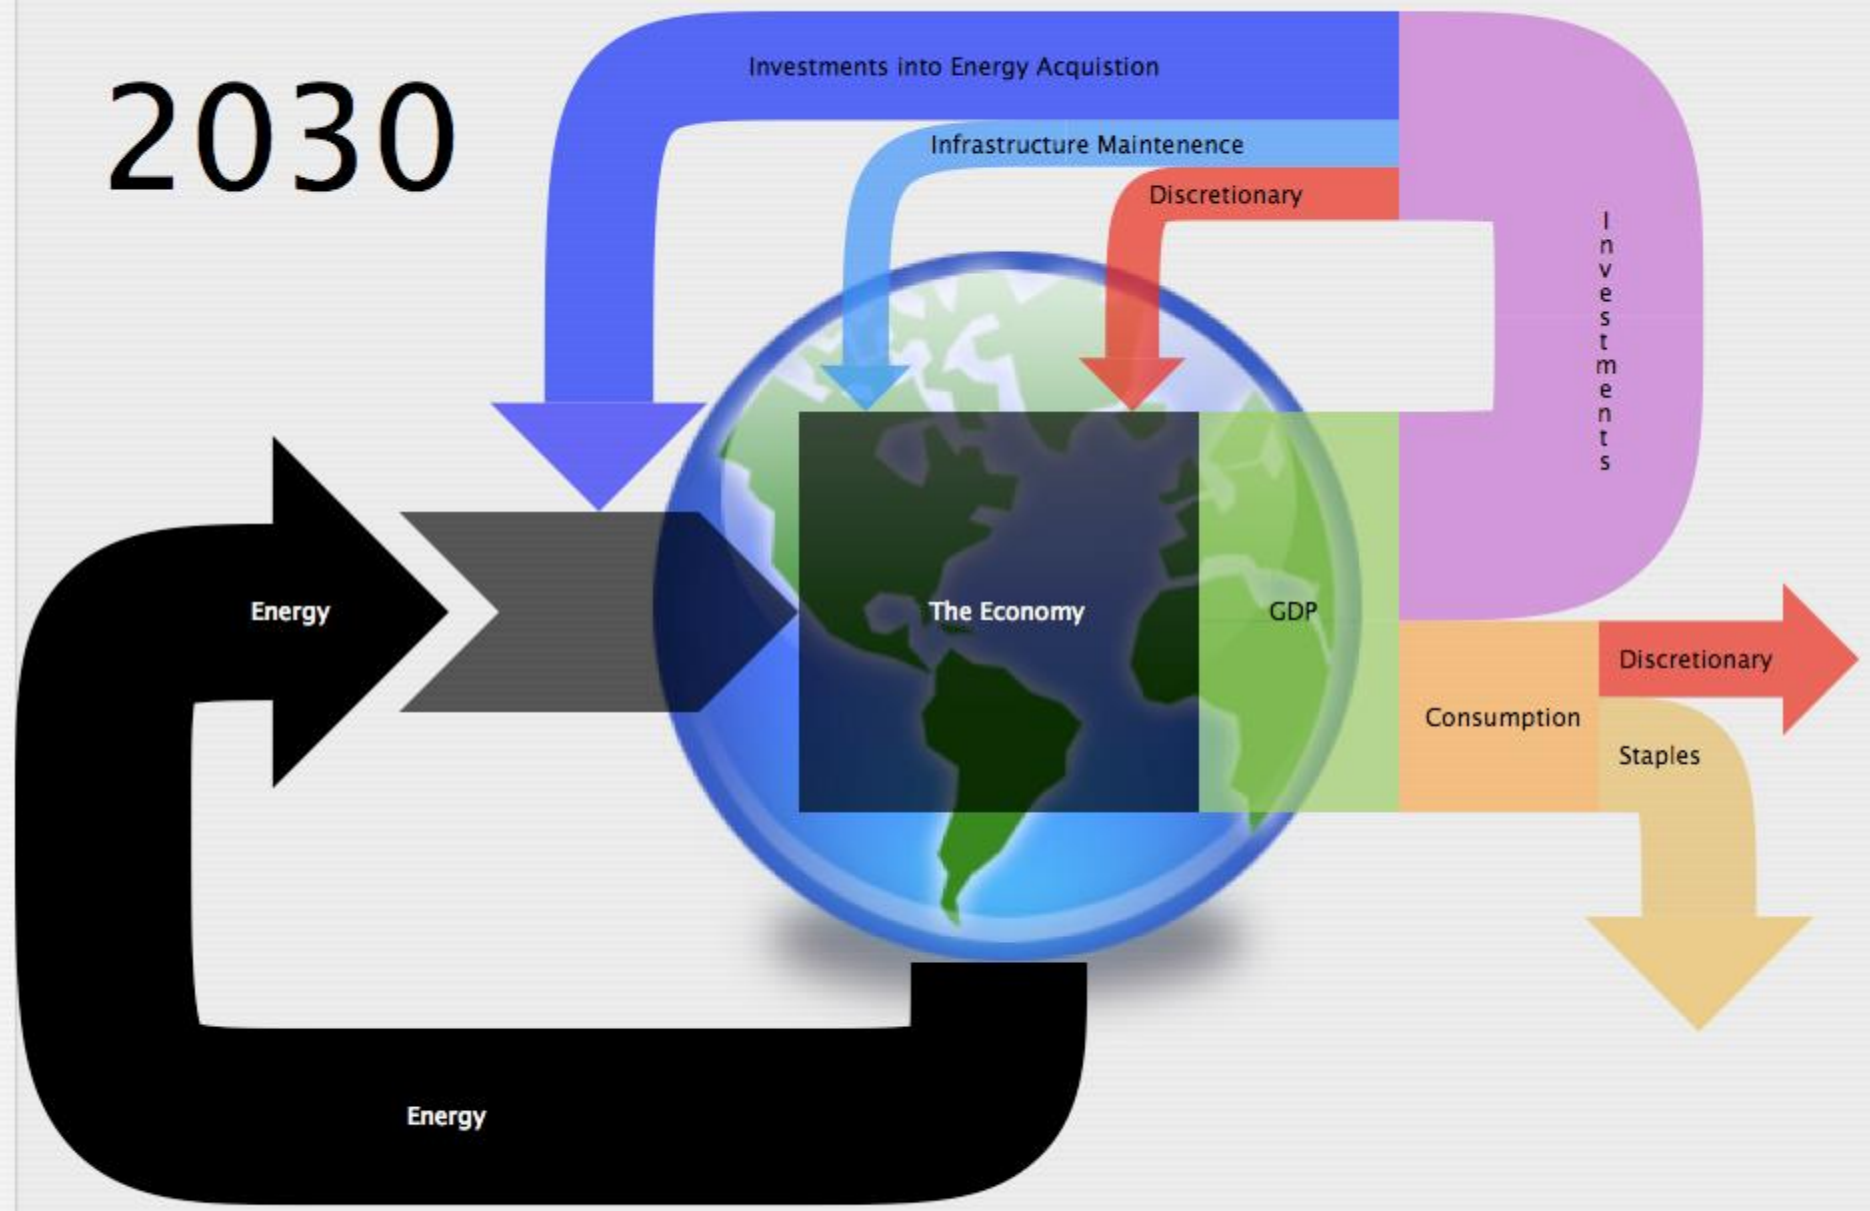 2030
Investments into Energy Acquistion
Infrastructure Maintenence
Discretionary
Investments
Energy
The Economy
GDP
Discretionary
Consumption
Staples
Energy